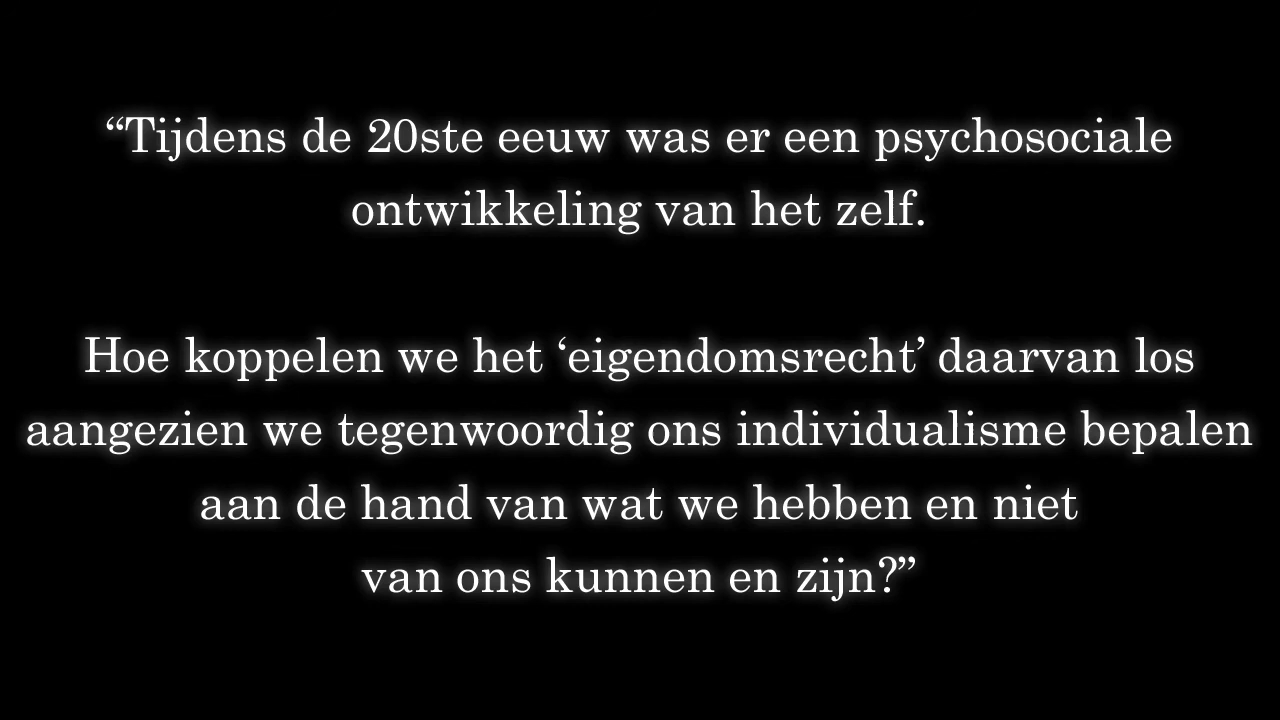 “Tijdens de 20ste eeuw was er een psychosociale
ontwikkeling van het zelf.
Hoe koppelen we het ‘eigendomsrecht’ daarvan los
aangezien we tegenwoordig ons individualisme bepalen
aan de hand van wat we hebben en niet
van ons kunnen en zijn?”